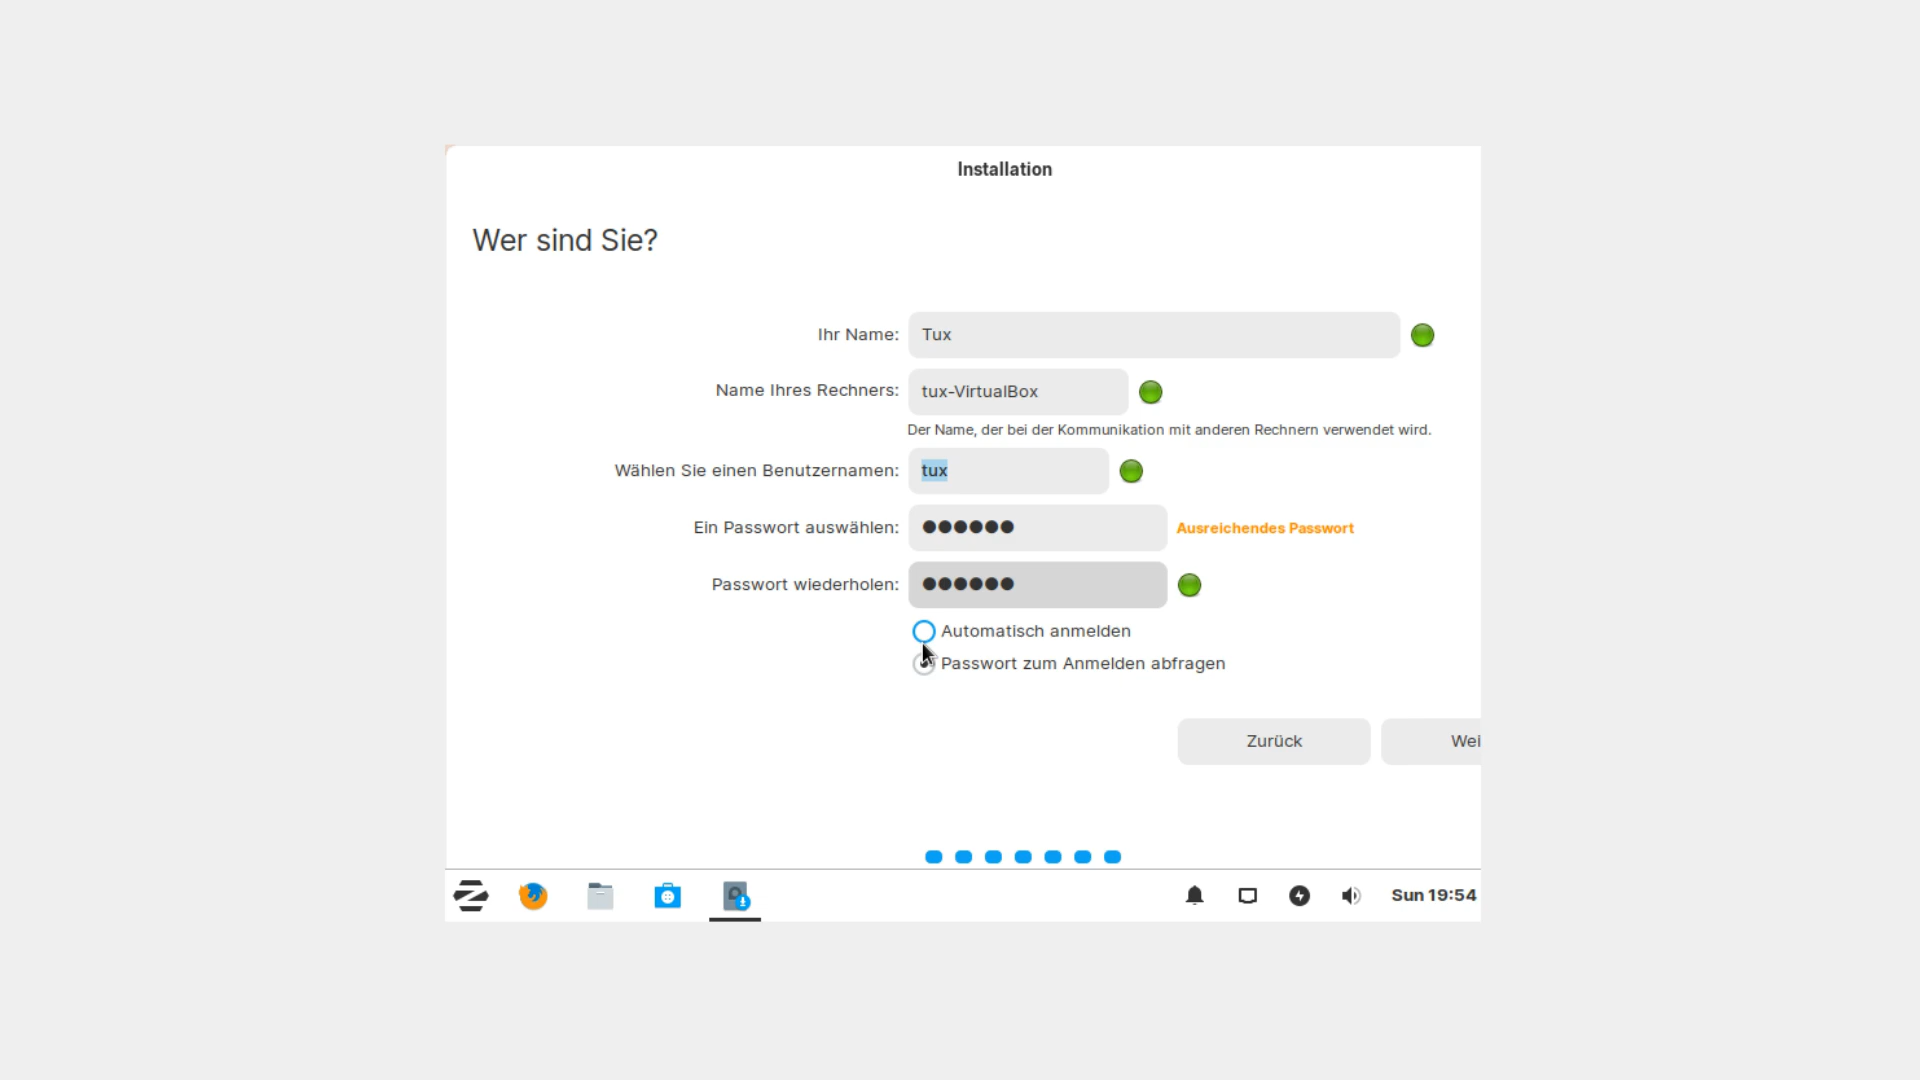 Installation
Wer sind Sie?
Ihr Name: Tux
Name Ihres Rechners: tux-VirtualBox
Der Name, der bei der Kommunikation mit anderen Rechnern verwendet wird.
Wählen Sie einen Benutzernamen: tux
Ein Passwort auswählen: ●●●●●● Ausreichendes Passwort
Passwort wiederholen: ●●●●●●
Automatisch anmelden
Passwort zum Anmelden abfragen
Zurück Wei
Sun 19:54